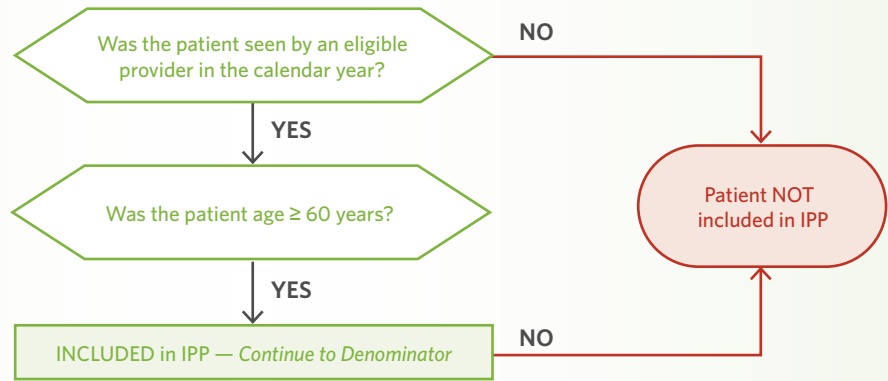 Was the patient seen by an eligible
provider in the calendar year?
NO
YES
Was the patient age ≥ 60 years?
Patient NOT
included in IPP
YES
INCLUDED in IPP — Continue to Denominator
NO